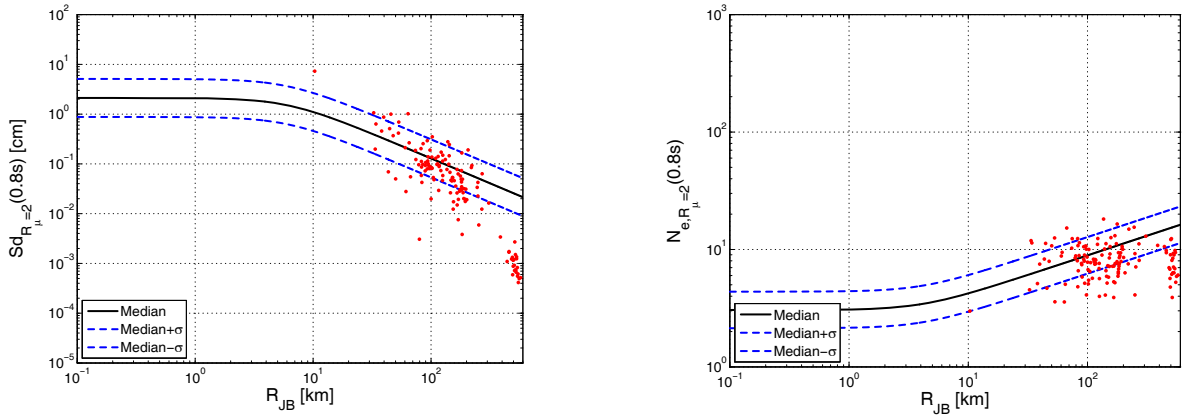 10^2
10^1
10^0
10^-1
10^-2
10^-3
10^-4
10^-5
Sd_{R_μ=2}(0.8s) [cm]
Median
Median+σ
Median−σ
10^-1 10^0 10^1 10^2
R_JB [km]
10^3
10^2
10^1
10^0
N_{e,R_μ=2}(0.8s)
Median
Median+σ
Median−σ
10^-1 10^0 10^1 10^2
R_JB [km]